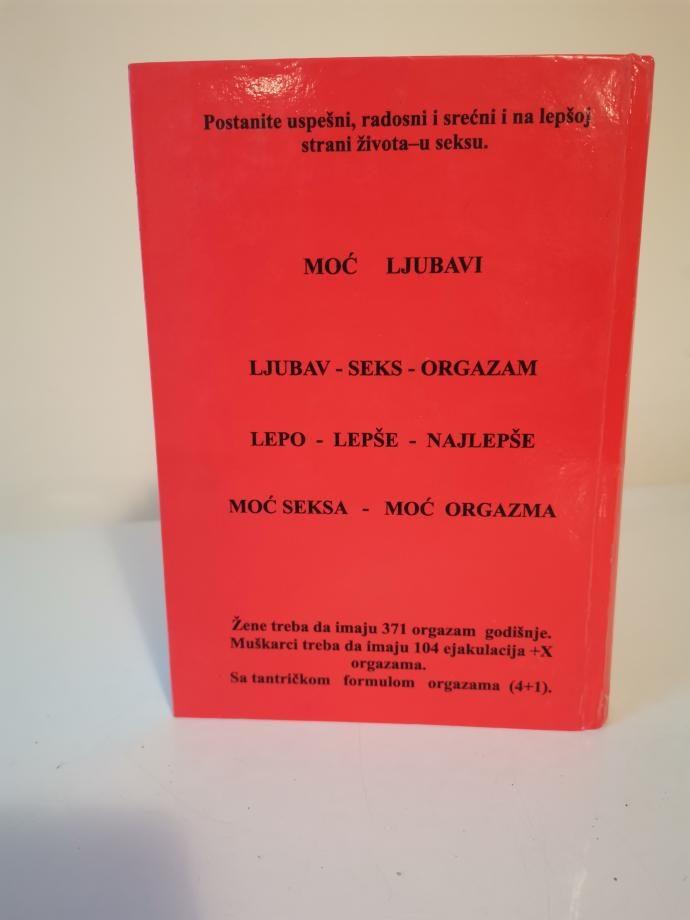 Postanite uspešni, radosni i srećni i na lepšoj
strani života–u seksu.
MOĆ LJUBAVI
LJUBAV - SEKS - ORGAZAM
LEPO - LEPŠE - NAJLEPŠE
MOĆ SEKSA - MOĆ ORGAZMA
Žene treba da imaju 371 orgazam godišnje.
Muškarci treba da imaju 104 ejakulacija +X
orgazama.
Sa tantričkom formulom orgazama (4+1).